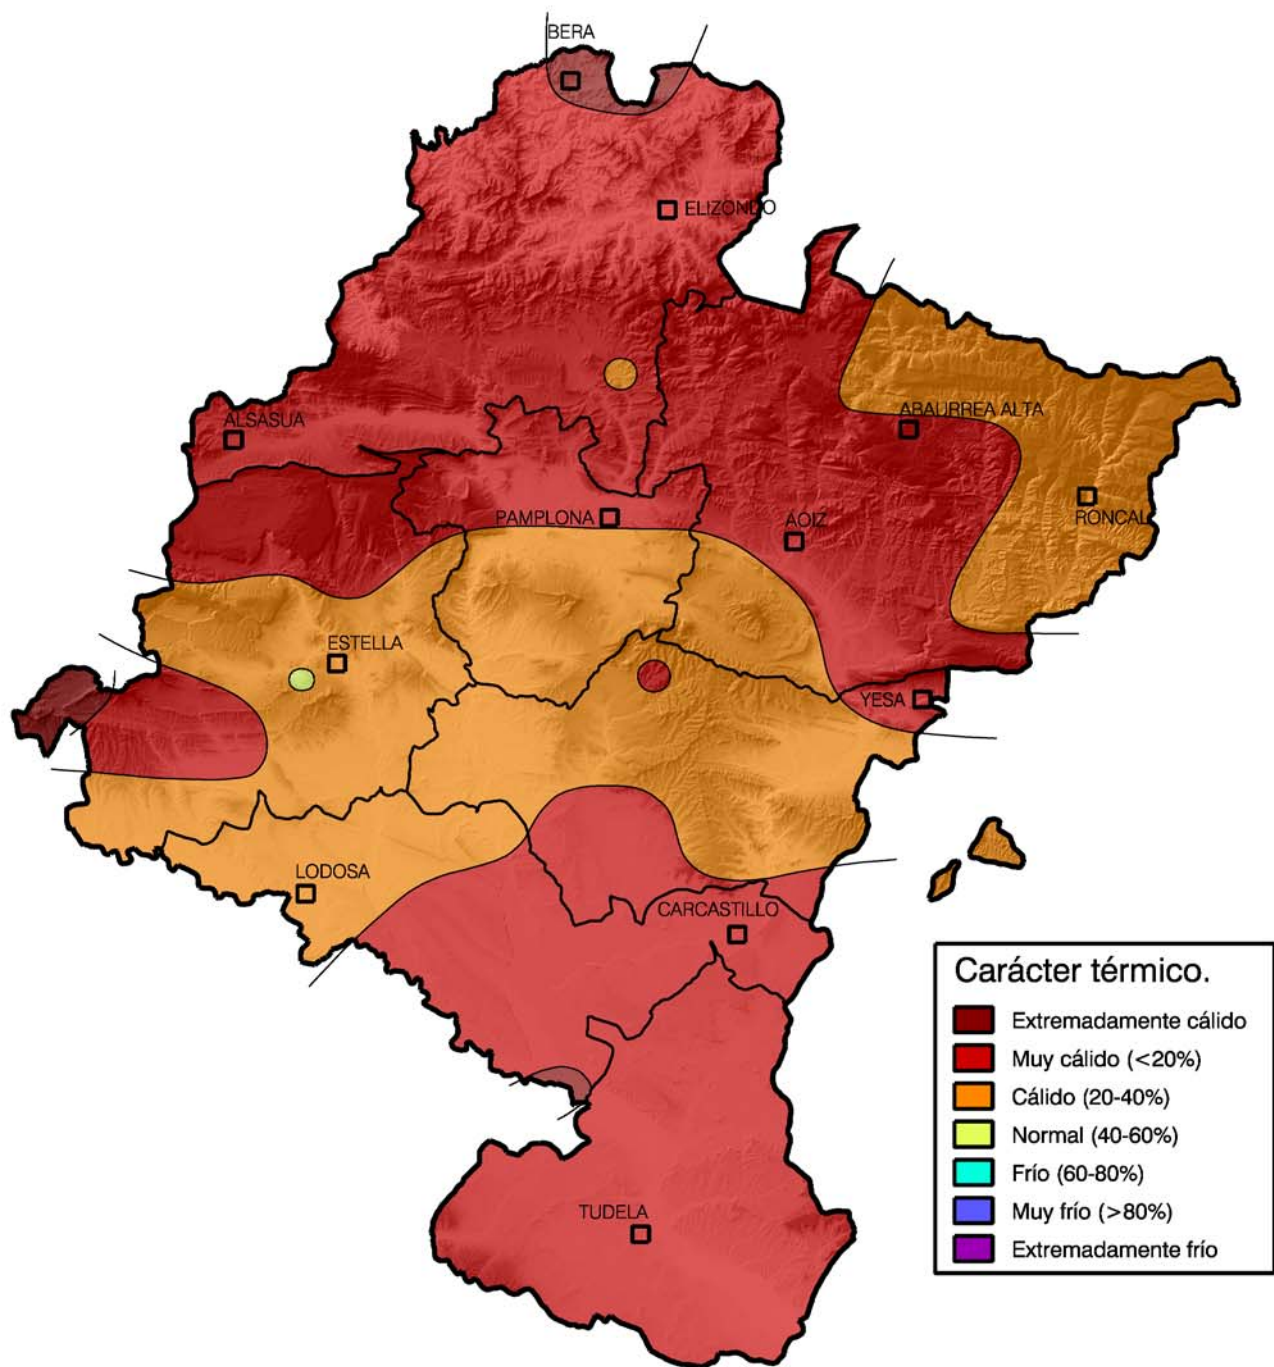 BERA
ELIZONDO
ALSASUA
ABAURREA ALTA
PAMPLONA
AOIZ
RONCAL
ESTELLA
YESA
LODOSA
CARCASTILLO
TUDELA
Carácter térmico.
Extremadamente cálido
Muy cálido (<20%)
Cálido (20-40%)
Normal (40-60%)
Frío (60-80%)
Muy frío (>80%)
Extremadamente frío